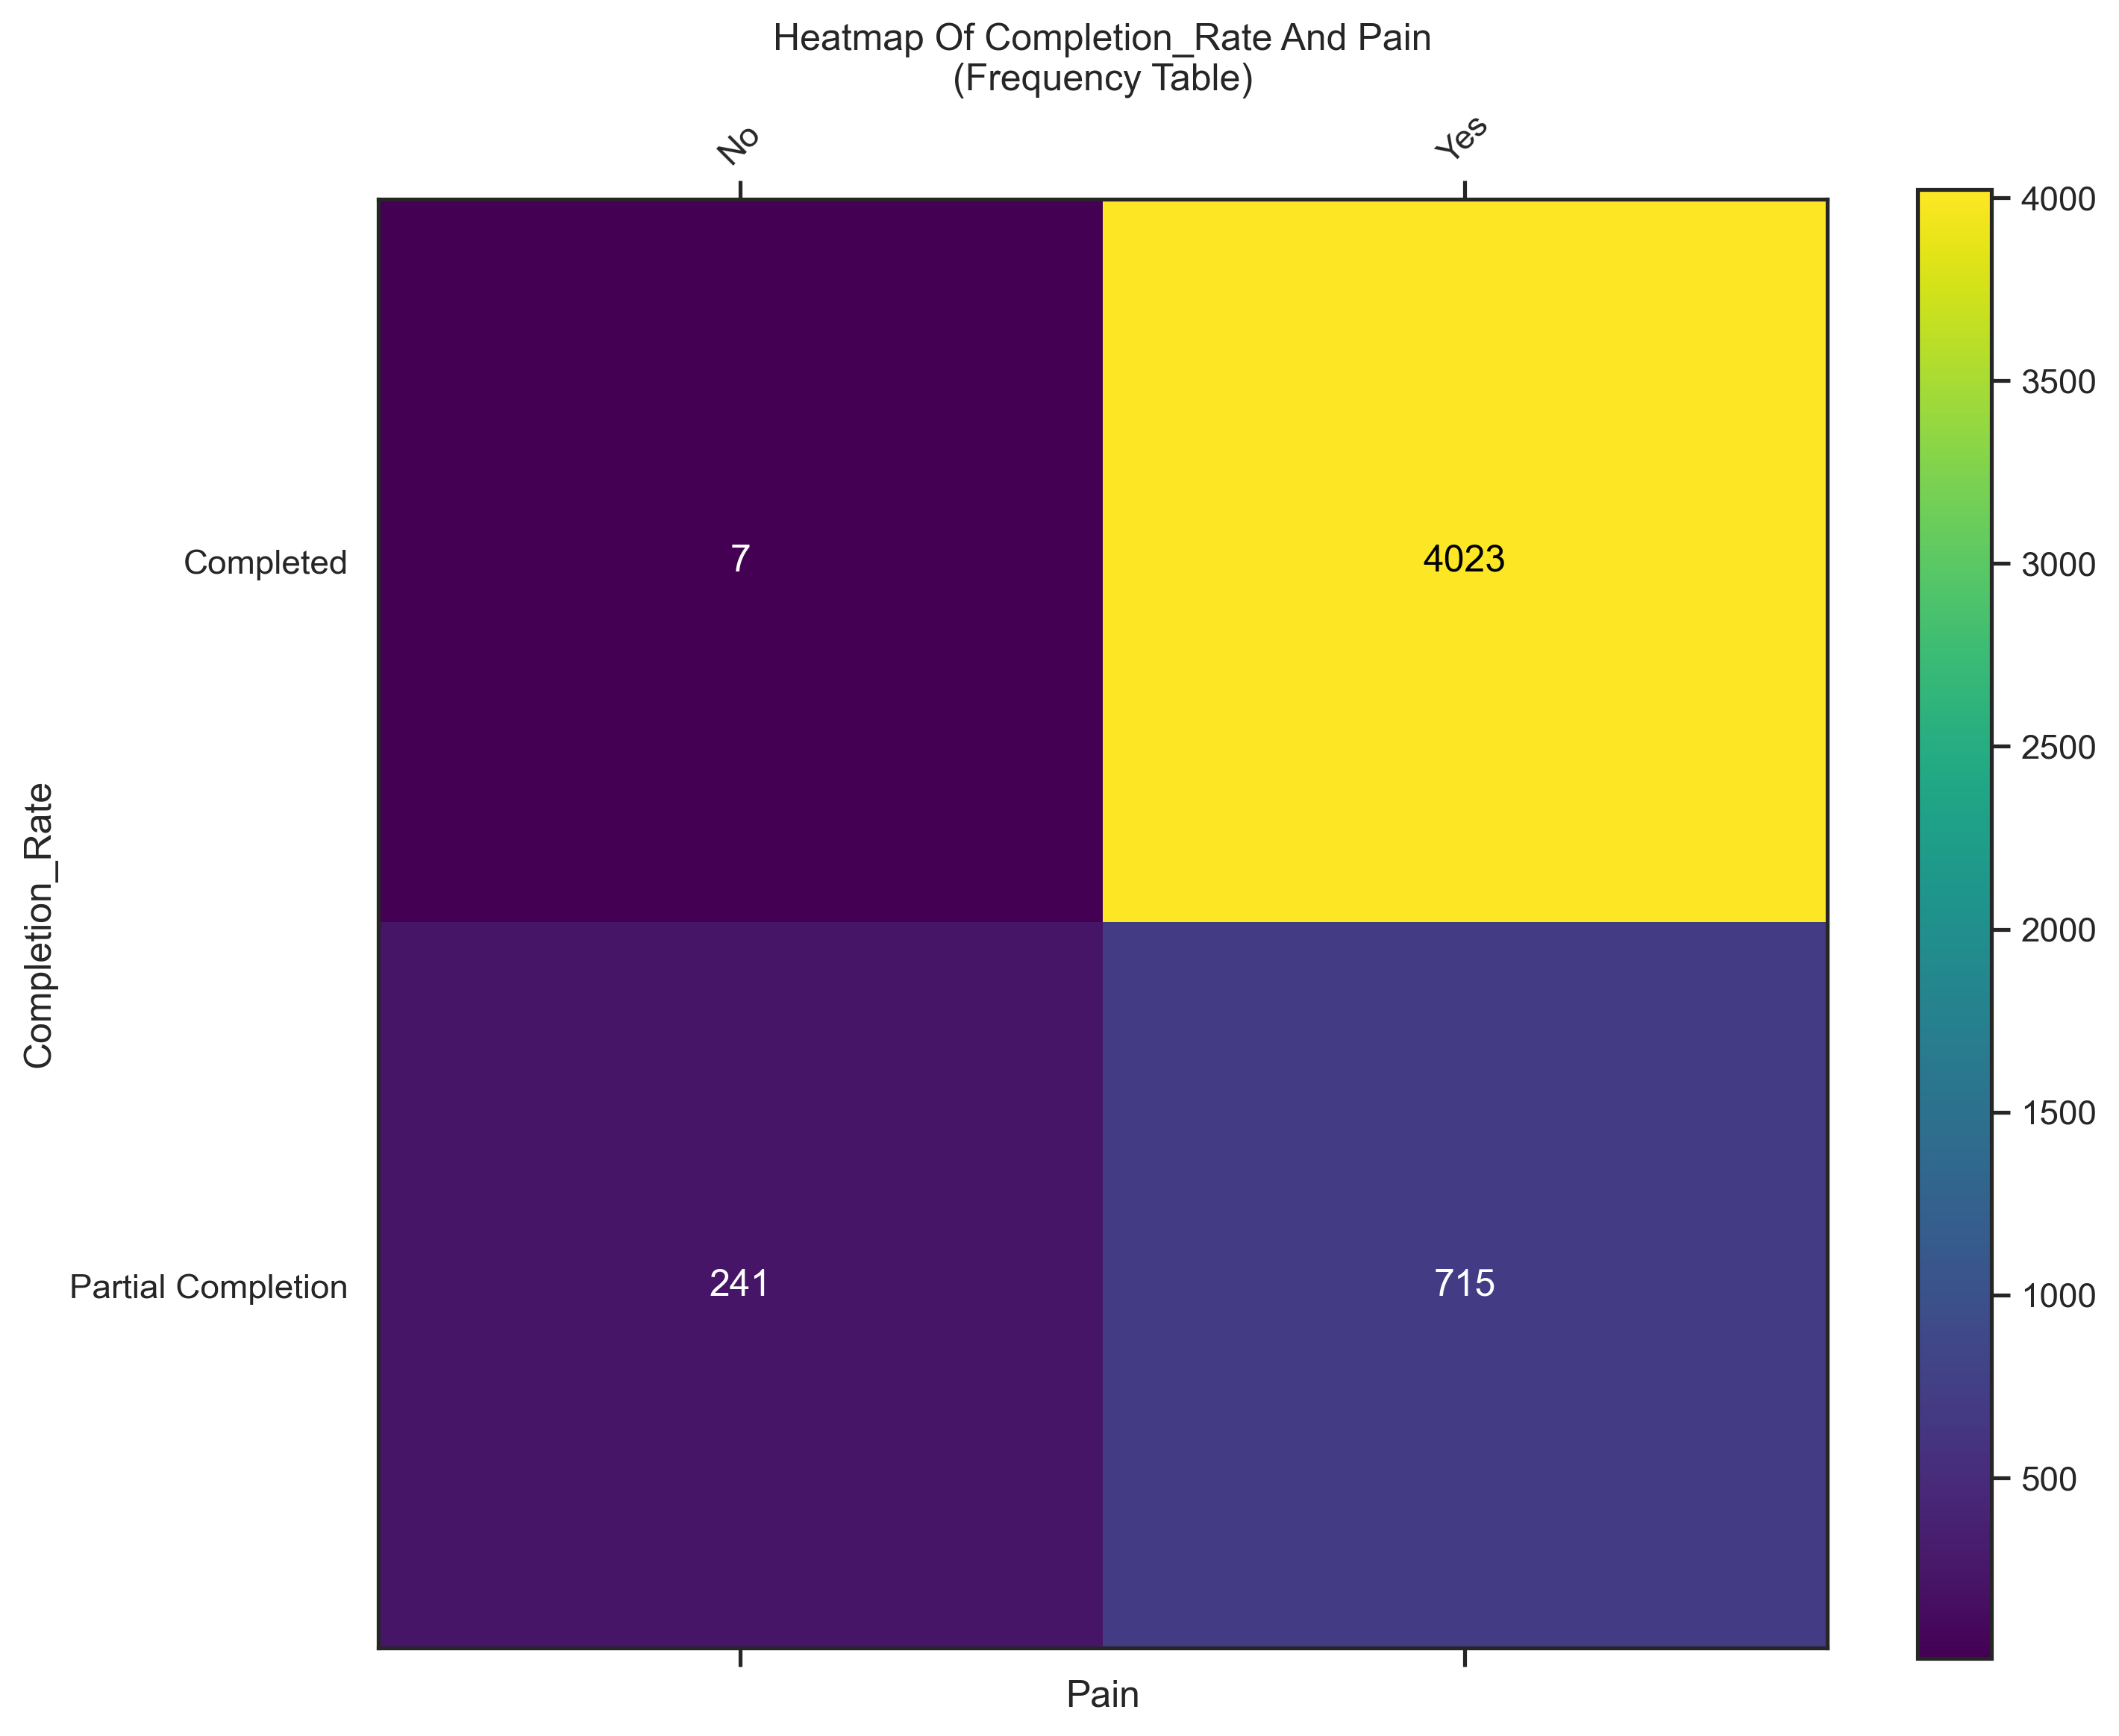 Heatmap Of Completion_Rate And Pain
(Frequency Table)
No
Yes
Completed
7
4023
Partial Completion
241
715
Completion_Rate
Pain
4000
3500
3000
2500
2000
1500
1000
500